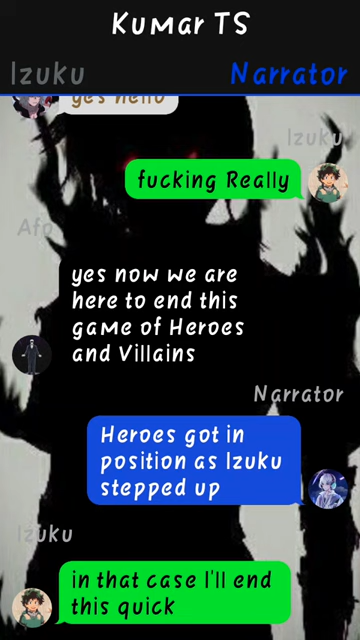 Kumar TS
Izuku
Narrator
yes hello
Izuku
fucking Really
Afo
yes now we are
here to end this
game of Heroes
and Villains
Narrator
Heroes got in
position as Izuku
stepped up
Izuku
in that case I'll end
this quick